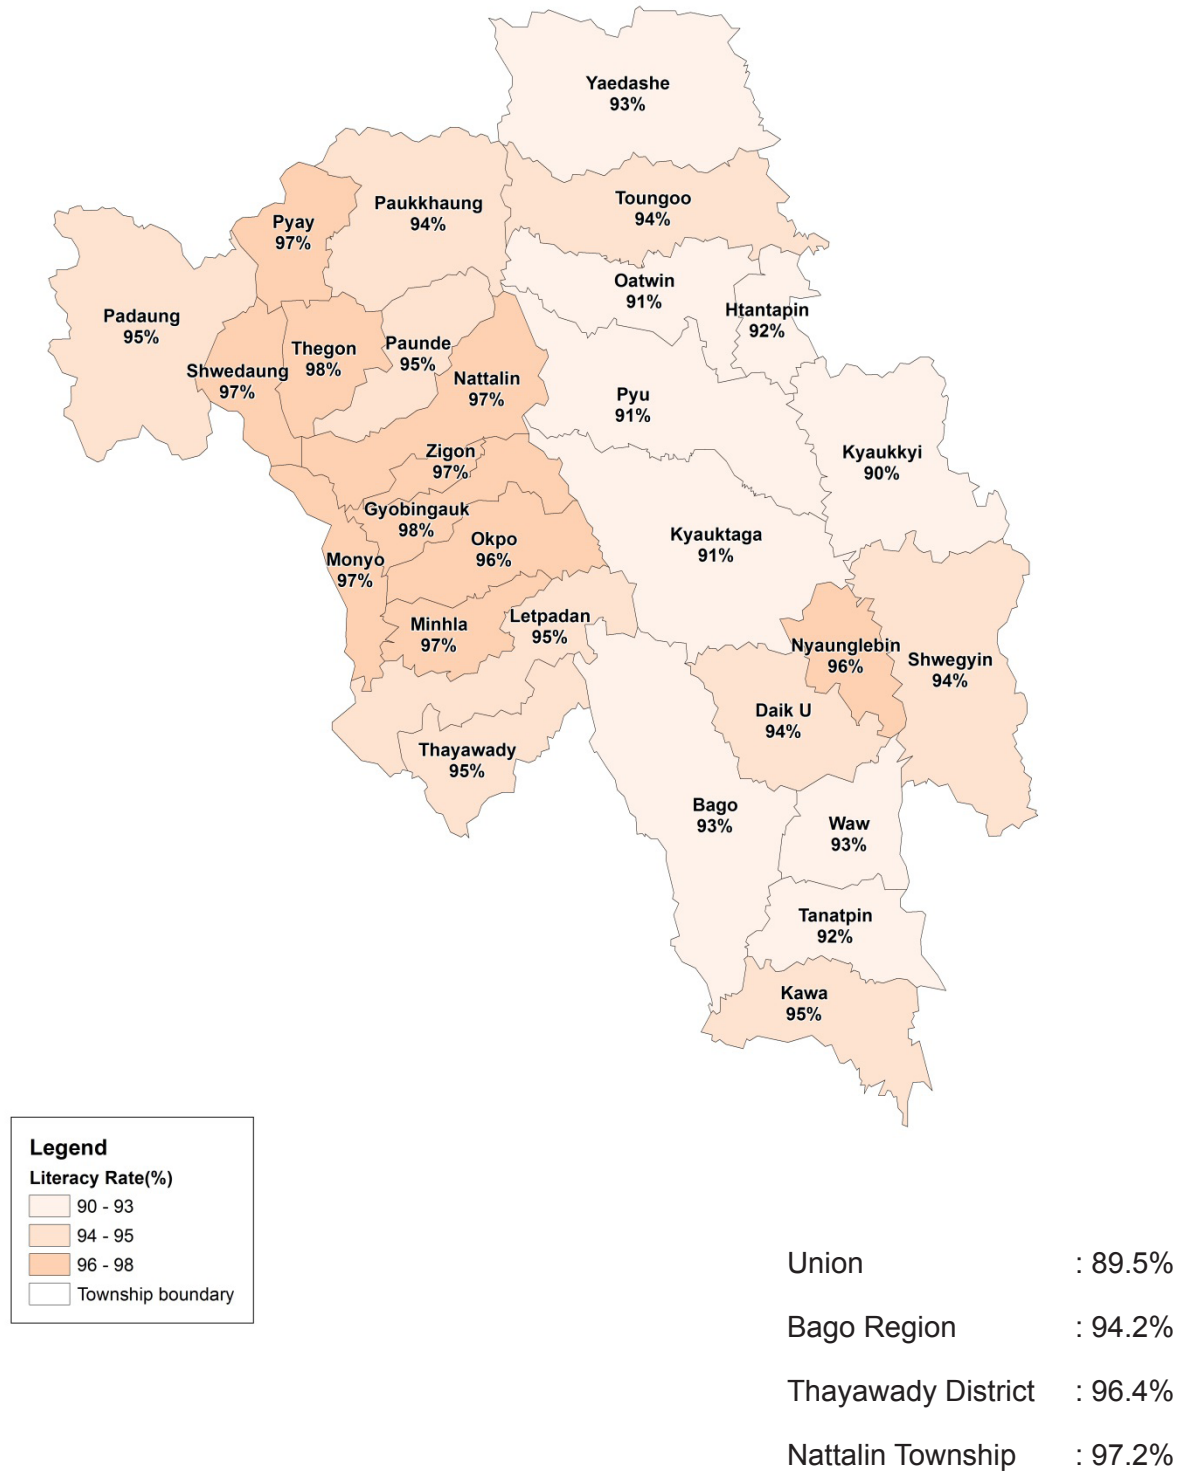 Yaedashe
93%
Toungoo
94%
Paukkhaung
94%
Pyay
97%
Oatwin
91%
Htantapin
92%
Padaung
95%
Paunde
95%
Thegon
98%
Shwedaung
97%
Nattalin
97%
Pyu
91%
Kyaukkyi
90%
Zigon
97%
Gyobingauk
98%
Okpo
96%
Kyauktaga
91%
Monyo
97%
Minhla
97%
Letpadan
95%
Nyaunglebin
96%
Shwegyin
94%
Daik U
94%
Thayawady
95%
Bago
93%
Waw
93%
Tanatpin
92%
Kawa
95%
Legend
Literacy Rate(%)
90 - 93
94 - 95
96 - 98
Township boundary
Union : 89.5%
Bago Region : 94.2%
Thayawady District : 96.4%
Nattalin Township : 97.2%